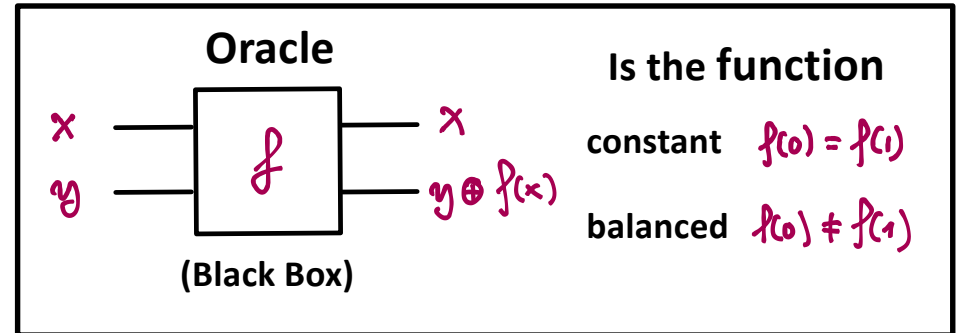 Oracle
x
y
f
x
y ⊕ f(x)
(Black Box)
Is the function
constant f(0) = f(1)
balanced f(0) ≠ f(1)